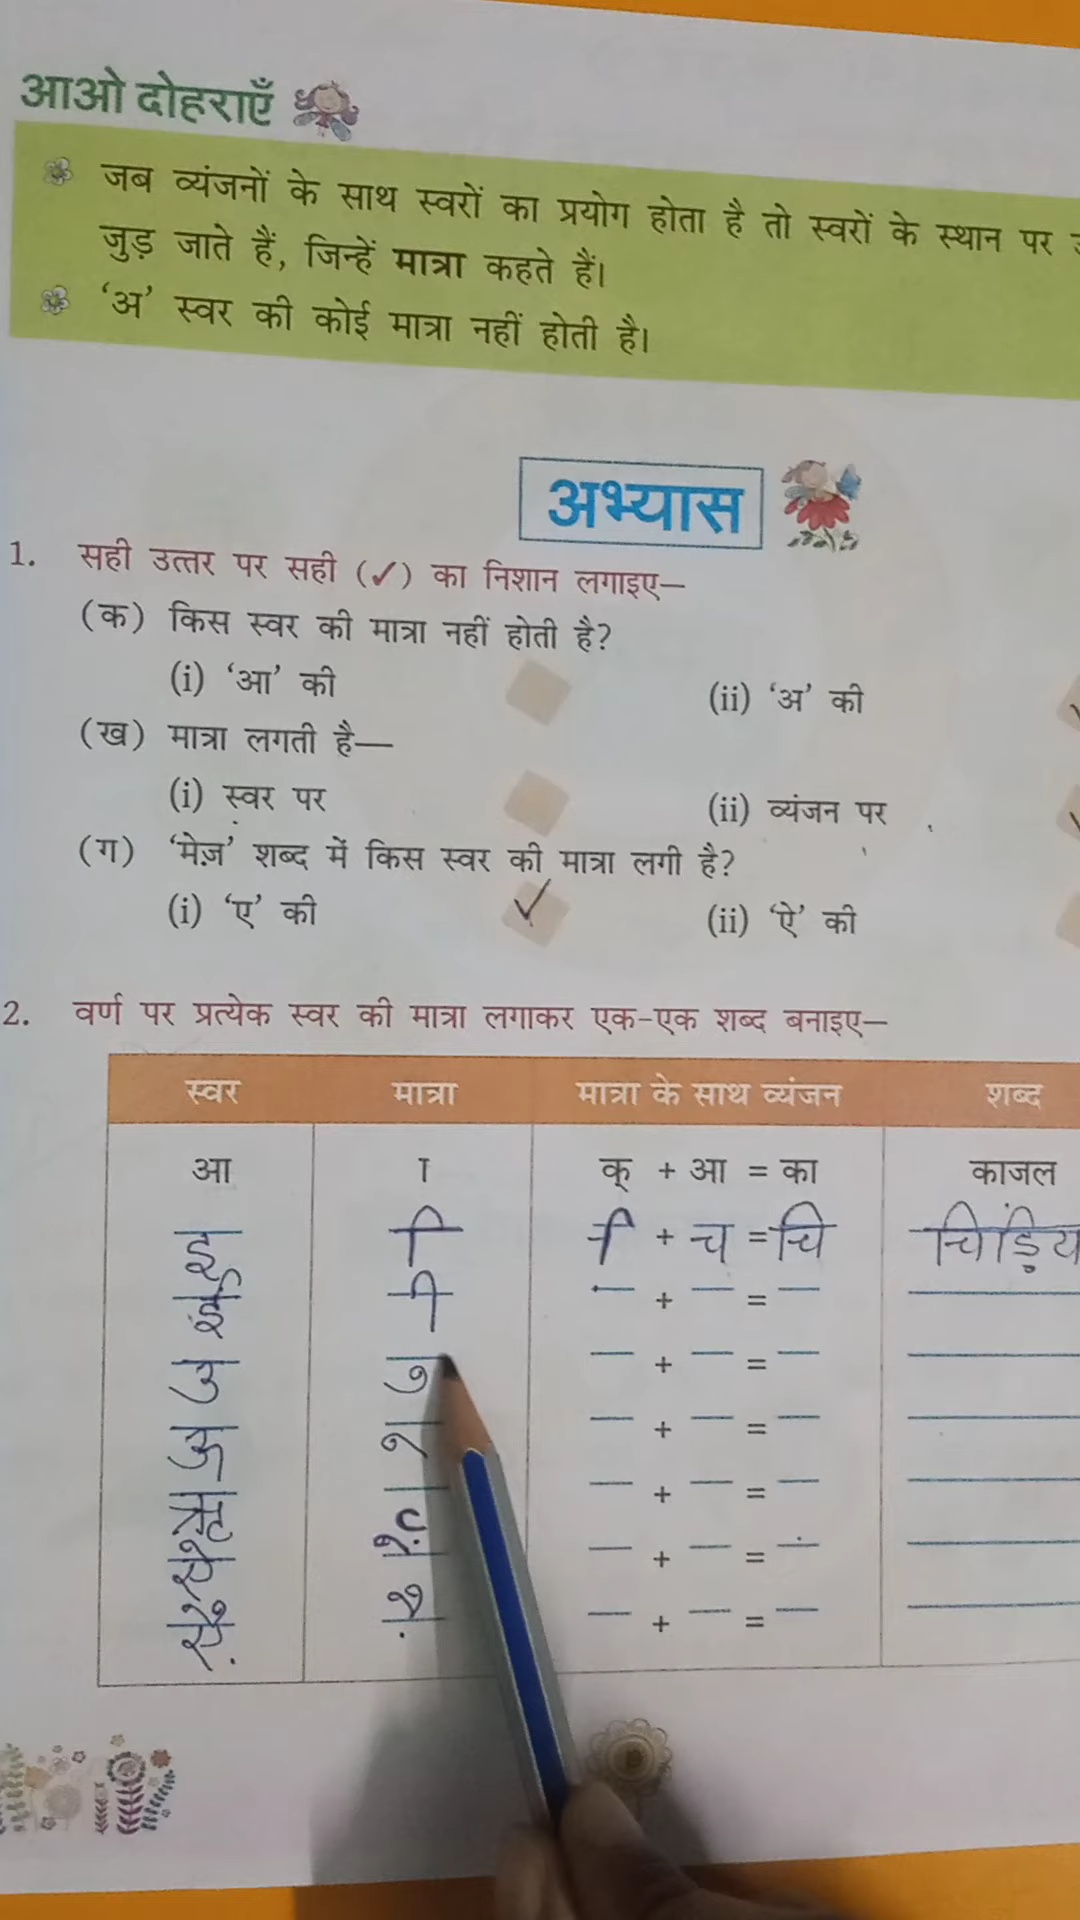 आओ दोहराएँ
जब व्यंजनों के साथ स्वरों का प्रयोग होता है तो स्वरों के स्थान पर
जुड़ जाते हैं, जिन्हें मात्रा कहते हैं।
‘अ’ स्वर की कोई मात्रा नहीं होती है।
अभ्यास
1. सही उत्तर पर सही (✓) का निशान लगाइए—
(क) किस स्वर की मात्रा नहीं होती है?
(i) ‘आ’ की (ii) ‘अ’ की
(ख) मात्रा लगती है—
(i) स्वर पर (ii) व्यंजन पर
(ग) ‘मेज़’ शब्द में किस स्वर की मात्रा लगी है?
(i) ‘ए’ की ✓ (ii) ‘ऐ’ की
2. वर्ण पर प्रत्येक स्वर की मात्रा लगाकर एक-एक शब्द बनाइए—
स्वर मात्रा मात्रा के साथ व्यंजन शब्द
आ ा क् + आ = का काजल
इ ि ि + च = चि
ई ी + =
उ ु + =
+ =
+ =
+ =
+ =